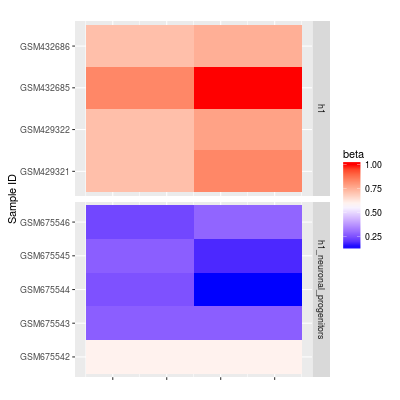 Sample ID
GSM432686
GSM432685
GSM429322
GSM429321
h1
GSM675546
GSM675545
GSM675544
GSM675543
GSM675542
h1_neuronal_progenitors
beta
1.00
0.75
0.50
0.25